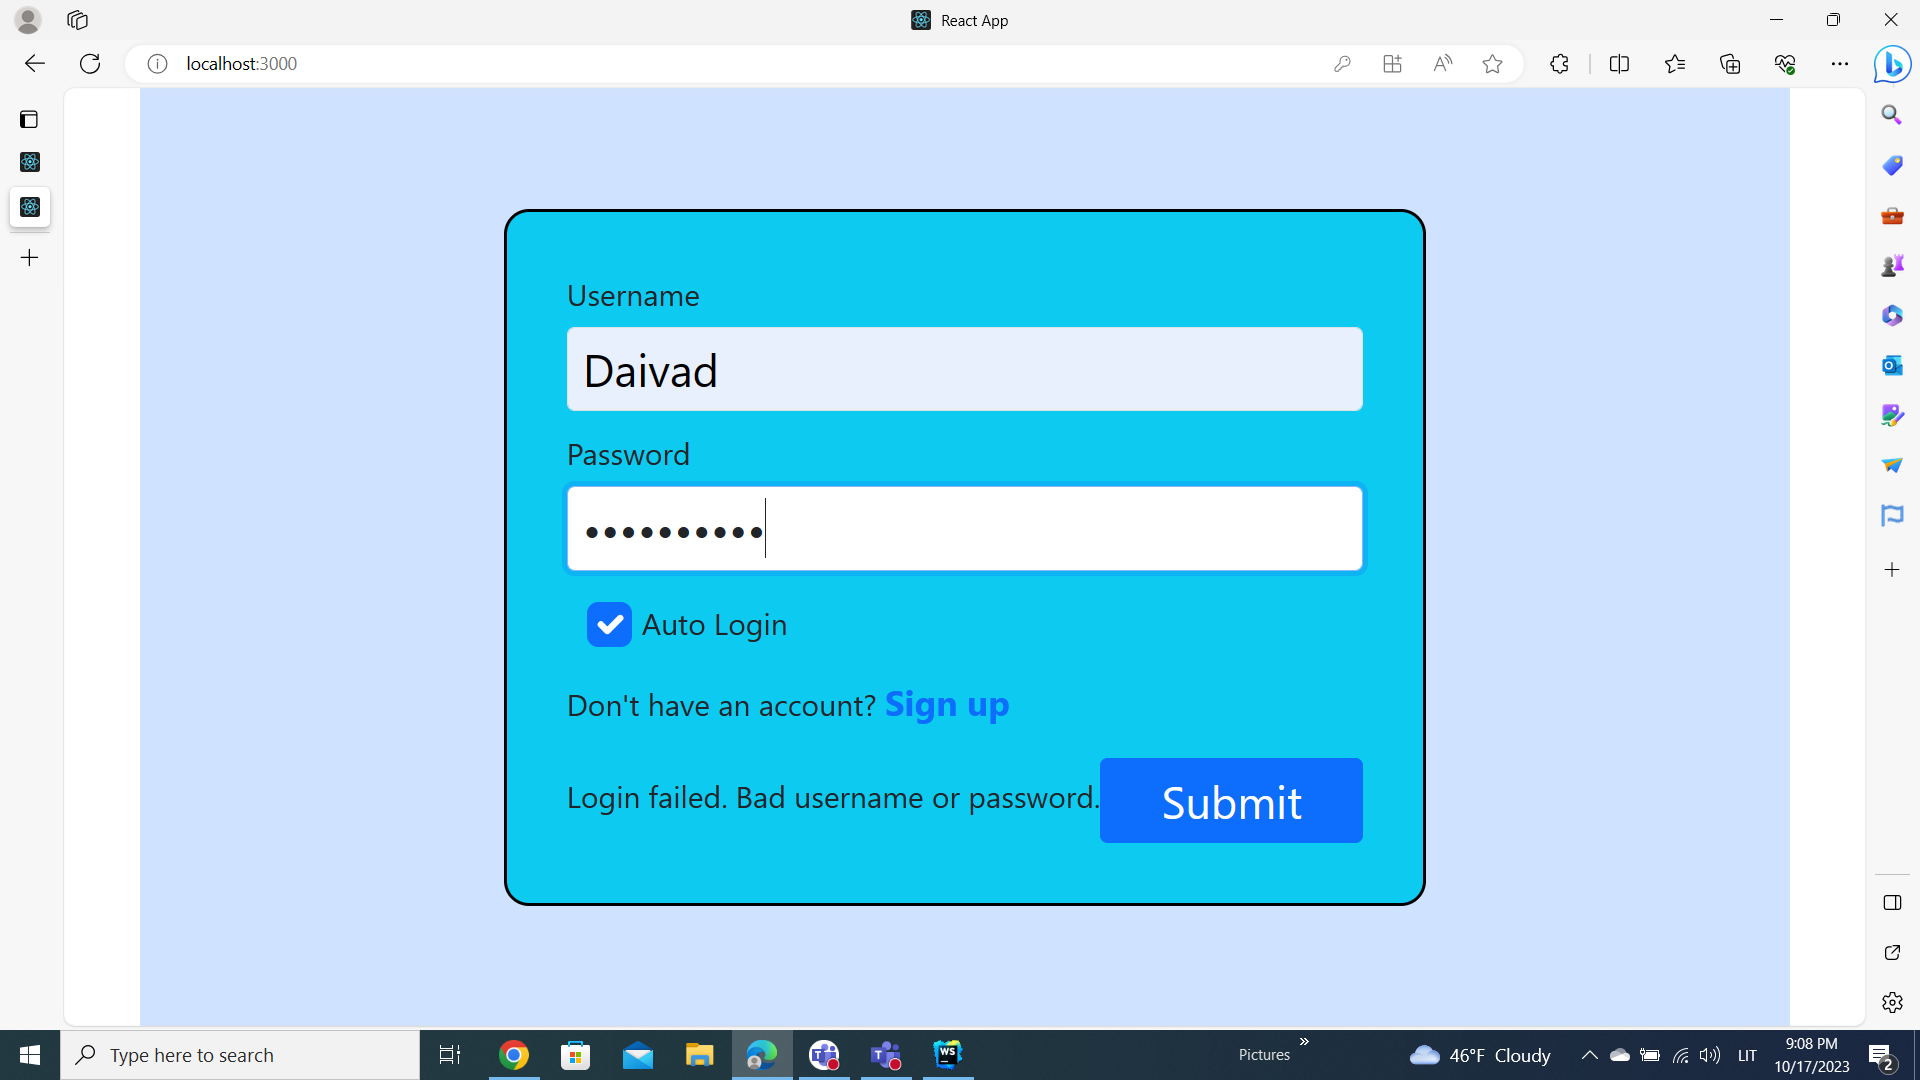 React App
localhost:3000
Username
Daivad
Password
Auto Login
Don't have an account? Sign up
Login failed. Bad username or password.
Submit
Type here to search
WS
Pictures
46°F Cloudy
LIT
9:08 PM
10/17/2023
2